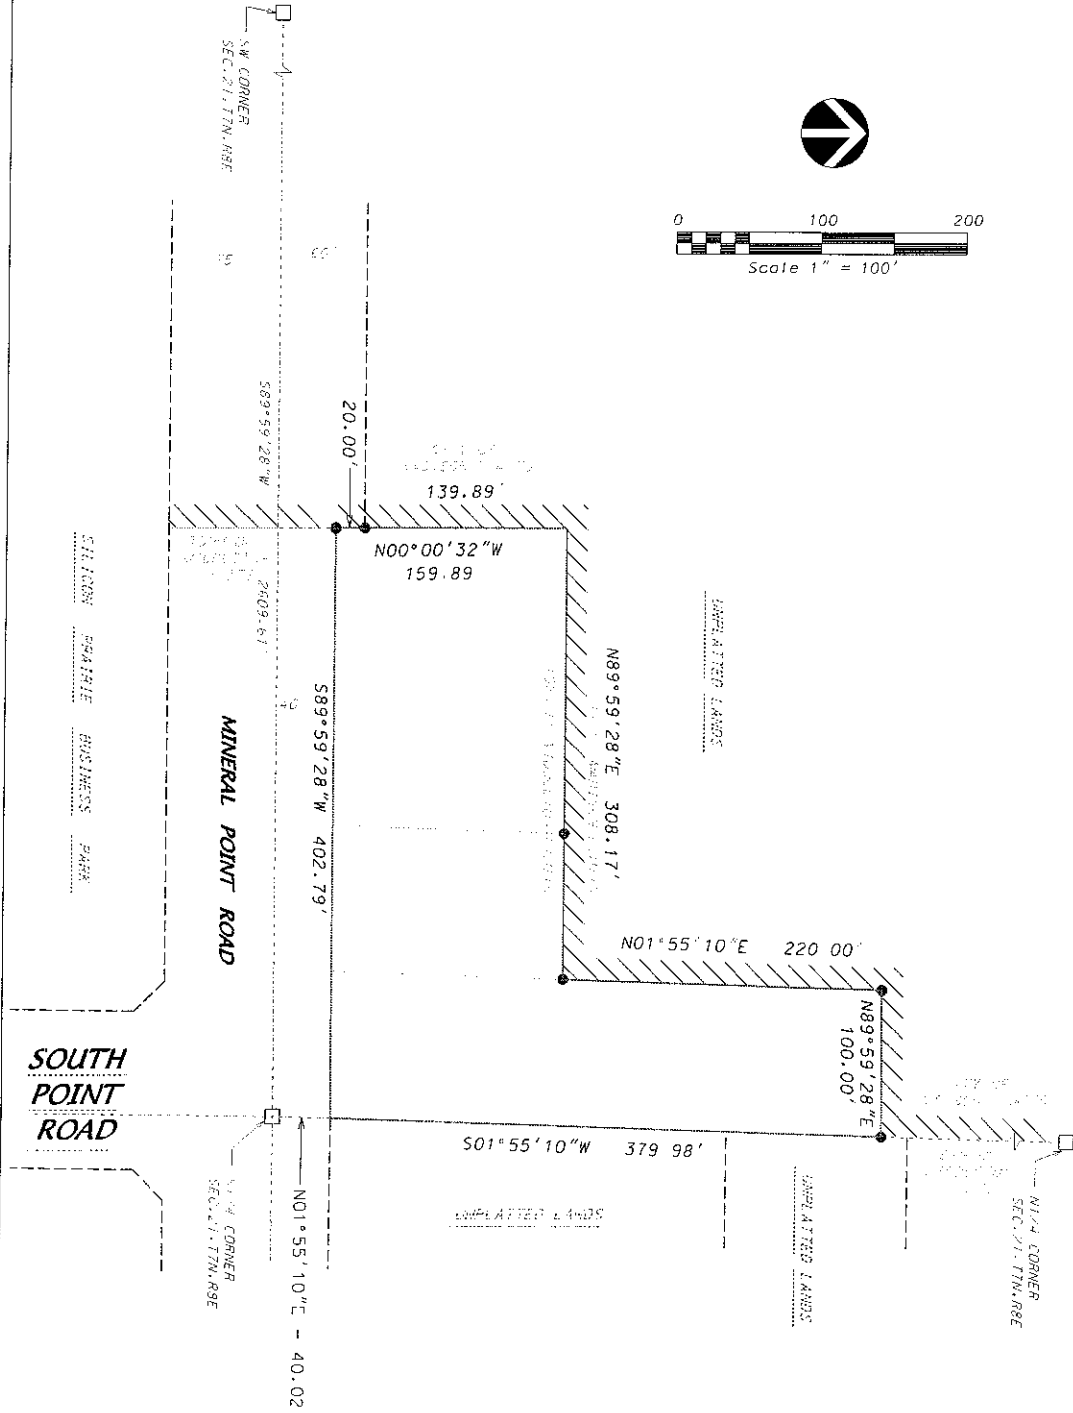 SW CORNER
SEC.21,T7N,R8E
0 100 200
Scale 1" = 100'
66'
S89°59'28"W
2609.61'
20.00'
139.89'
N00°00'32"W
159.89
SILICON PRAIRIE BUSINESS PARK
UNPLATTED LANDS
MINERAL POINT ROAD
40'
S89°59'28"W 402.79'
N89°59'28"E 308.17'
N01°55'10"E 220 00'
N89°59'28"E
100.00'
SOUTH
POINT
ROAD
S01°55'10"W 379 98'
UNPLATTED LANDS
UNPLATTED LANDS
N1/4 CORNER
SEC.21,T7N,R8E
CORNER
SEC.21,T7N,R8E
N01°55'10"E - 40.02